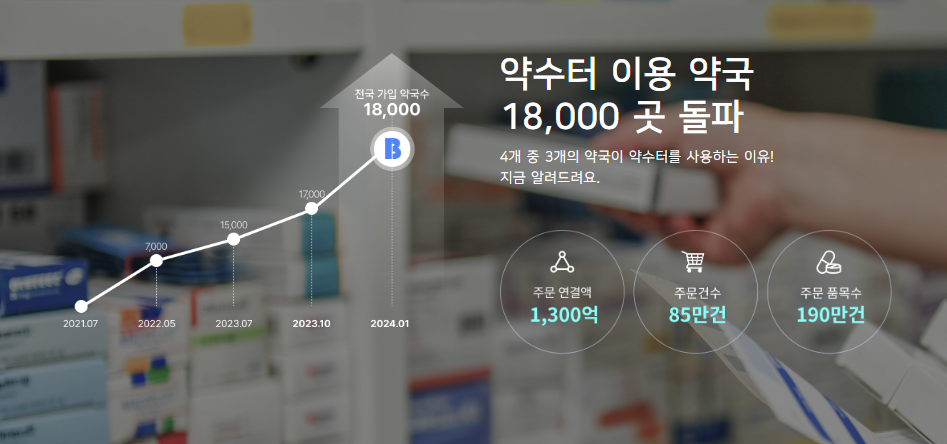 전국 가입 약국수
18,000
17,000
15,000
7,000
2021.07
2022.05
2023.07
2023.10
2024.01
약수터 이용 약국
18,000 곳 돌파
4개 중 3개의 약국이 약수터를 사용하는 이유!
지금 알려드려요.
주문 연결액
1,300억
주문건수
85만건
주문 품목수
190만건